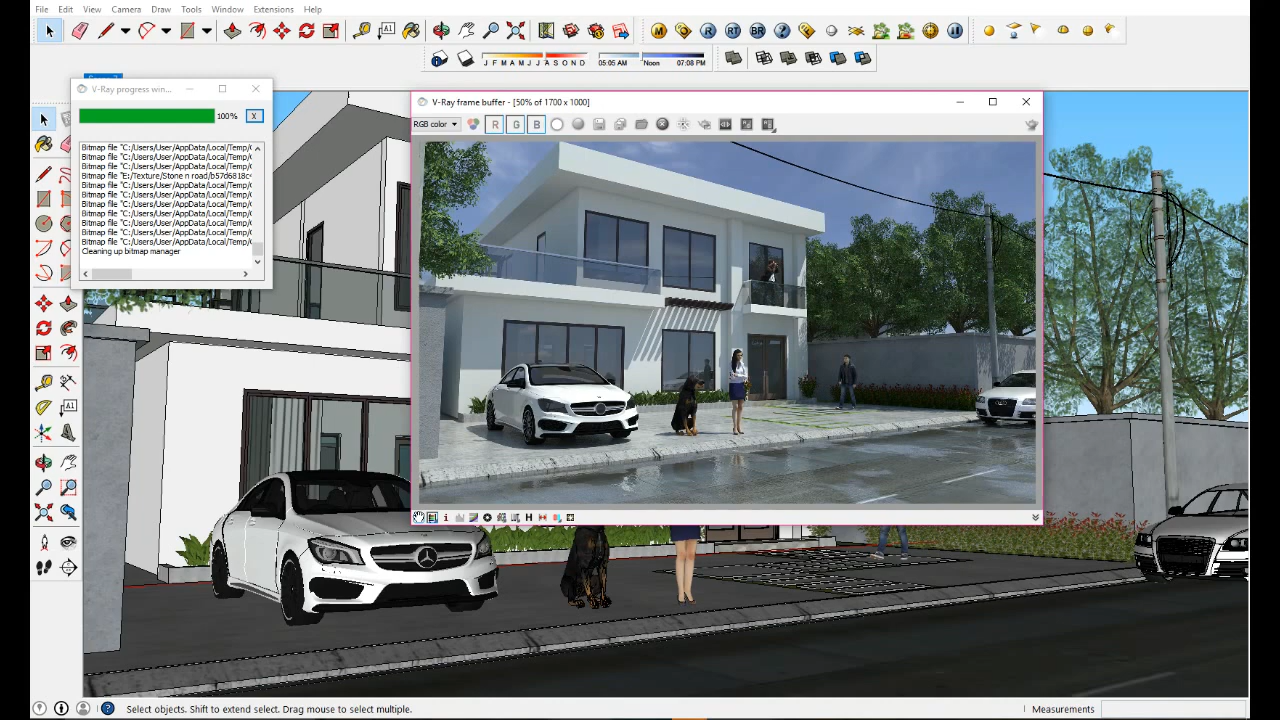 File Edit View Camera Draw Tools Window Extensions Help
M R RT BR
A1
J F M A M J J A S O N D 05:05 AM Noon 07:08 PM
V-Ray progress win...
100% X
Bitmap file "C:/Users/User/AppData/Local/Temp/
Bitmap file "C:/Users/User/AppData/Local/Temp/
Bitmap file "C:/Users/User/AppData/Local/Temp/
Bitmap file "E:/Texture/Stone n road/b57d6818c
Bitmap file "C:/Users/User/AppData/Local/Temp/
Bitmap file "C:/Users/User/AppData/Local/Temp/
Bitmap file "C:/Users/User/AppData/Local/Temp/
Bitmap file "C:/Users/User/AppData/Local/Temp/
Bitmap file "C:/Users/User/AppData/Local/Temp/
Bitmap file "C:/Users/User/AppData/Local/Temp/
Bitmap file "C:/Users/User/AppData/Local/Temp/
Cleaning up bitmap manager
V-Ray frame buffer - [50% of 1700 x 1000]
RGB color R G B
A1
i H
Select objects. Shift to extend select. Drag mouse to select multiple.
Measurements